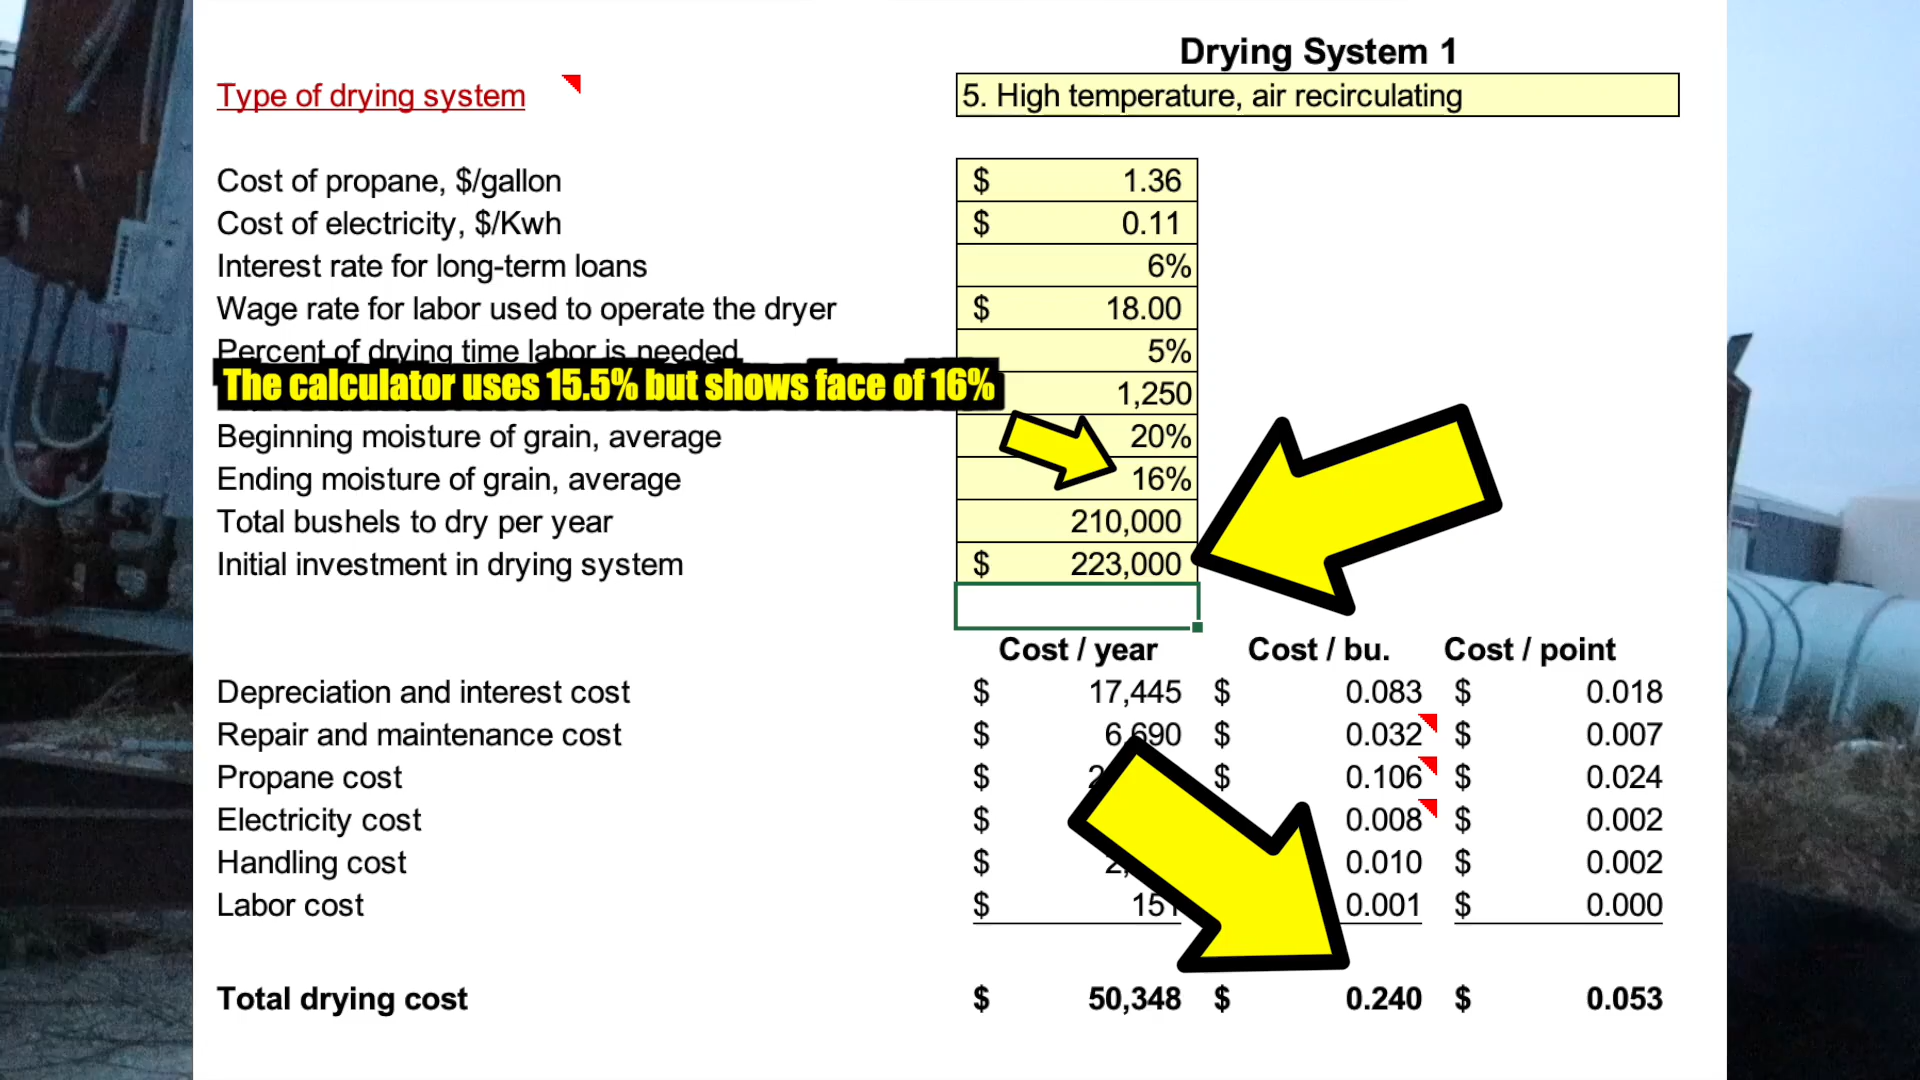 Drying System 1
Type of drying system 5. High temperature, air recirculating
Cost of propane, $/gallon $ 1.36
Cost of electricity, $/Kwh $ 0.11
Interest rate for long-term loans 6%
Wage rate for labor used to operate the dryer $ 18.00
Percent of drying time labor is needed 5%
The calculator uses 15.5% but shows face of 16%
1,250
Beginning moisture of grain, average 20%
Ending moisture of grain, average 16%
Total bushels to dry per year 210,000
Initial investment in drying system $ 223,000
Cost / year Cost / bu. Cost / point
Depreciation and interest cost $ 17,445 $ 0.083 $ 0.018
Repair and maintenance cost $ 6,690 $ 0.032 $ 0.007
Propane cost $ $ 0.106 $ 0.024
Electricity cost $ 0.008 $ 0.002
Handling cost $ 0.010 $ 0.002
Labor cost $ 151 0.001 $ 0.000
Total drying cost $ 50,348 $ 0.240 $ 0.053